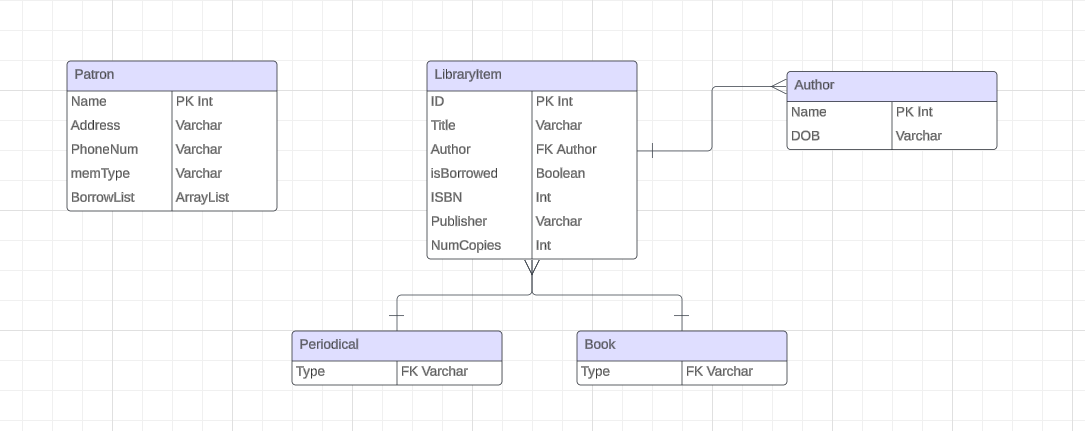 Patron
Name PK Int
Address Varchar
PhoneNum Varchar
memType Varchar
BorrowList ArrayList
LibraryItem
ID PK Int
Title Varchar
Author FK Author
isBorrowed Boolean
ISBN Int
Publisher Varchar
NumCopies Int
Author
Name PK Int
DOB Varchar
Periodical
Type FK Varchar
Book
Type FK Varchar